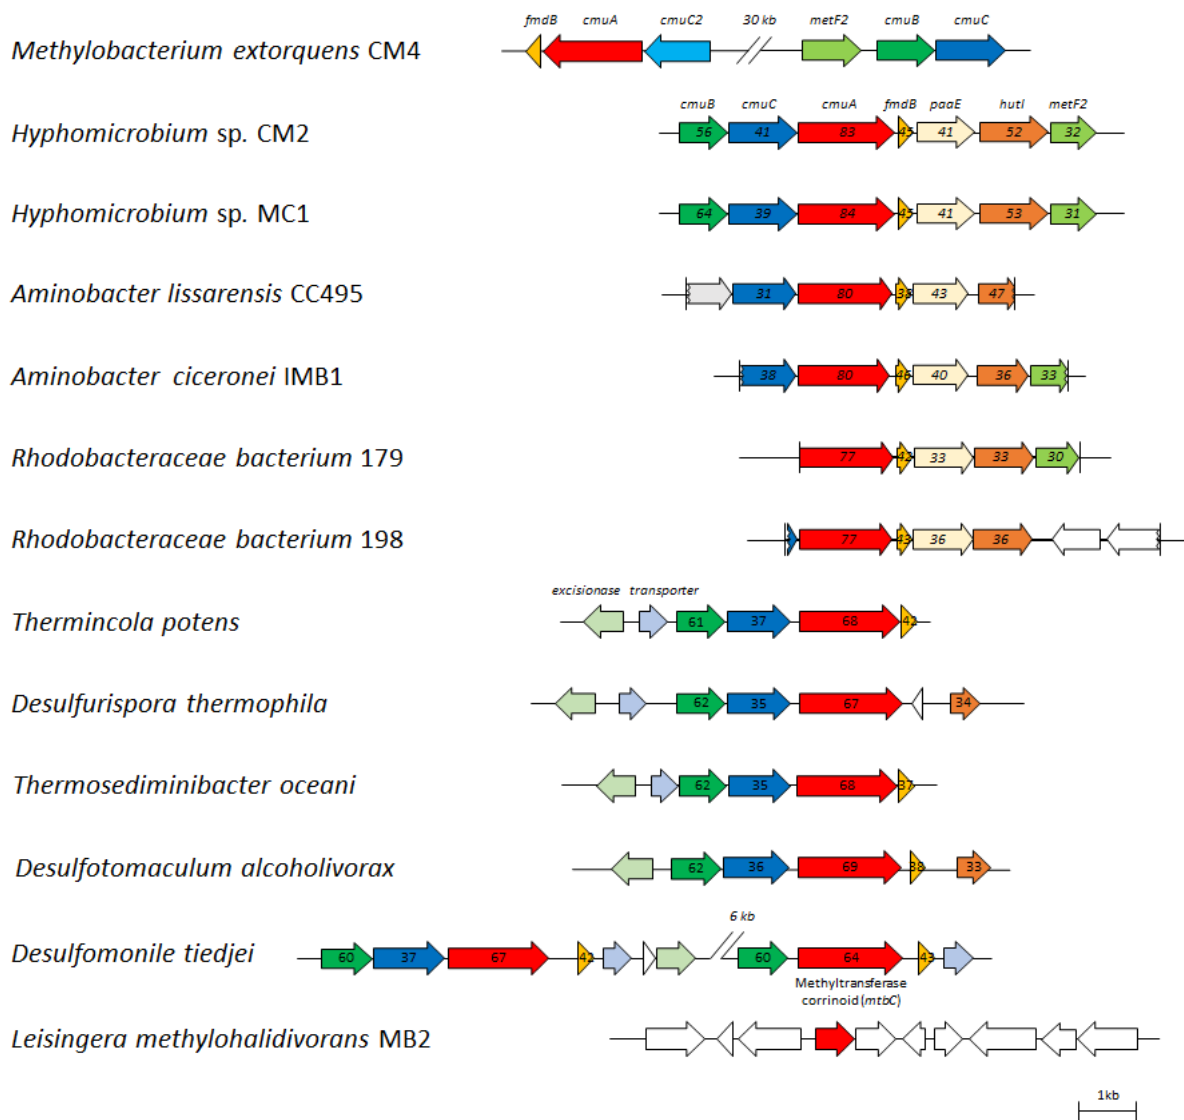 fmdB cmuA cmuC2 30 kb metF2 cmuB cmuC
Methylobacterium extorquens CM4
cmuB cmuC cmuA fmdB paaE hutI metF2
Hyphomicrobium sp. CM2 56 41 83 45 41 52 32
Hyphomicrobium sp. MC1 64 39 84 45 41 53 31
Aminobacter lissarensis CC495 31 80 38 43 47
Aminobacter ciceronei IMB1 38 80 46 40 36 33
Rhodobacteraceae bacterium 179 77 42 33 33 30
Rhodobacteraceae bacterium 198 77 43 36 36
excisionase transporter
Thermincola potens 61 37 68 42
Desulfurispora thermophila 62 35 67 34
Thermosediminibacter oceani 62 35 68 37
Desulfotomaculum alcoholivorax 62 36 69 38 33
6 kb
Desulfomonile tiedjei 60 37 67 42 60 64 43
Methyltransferase
corrinoid (mtbC)
Leisingera methylohalidivorans MB2
1kb